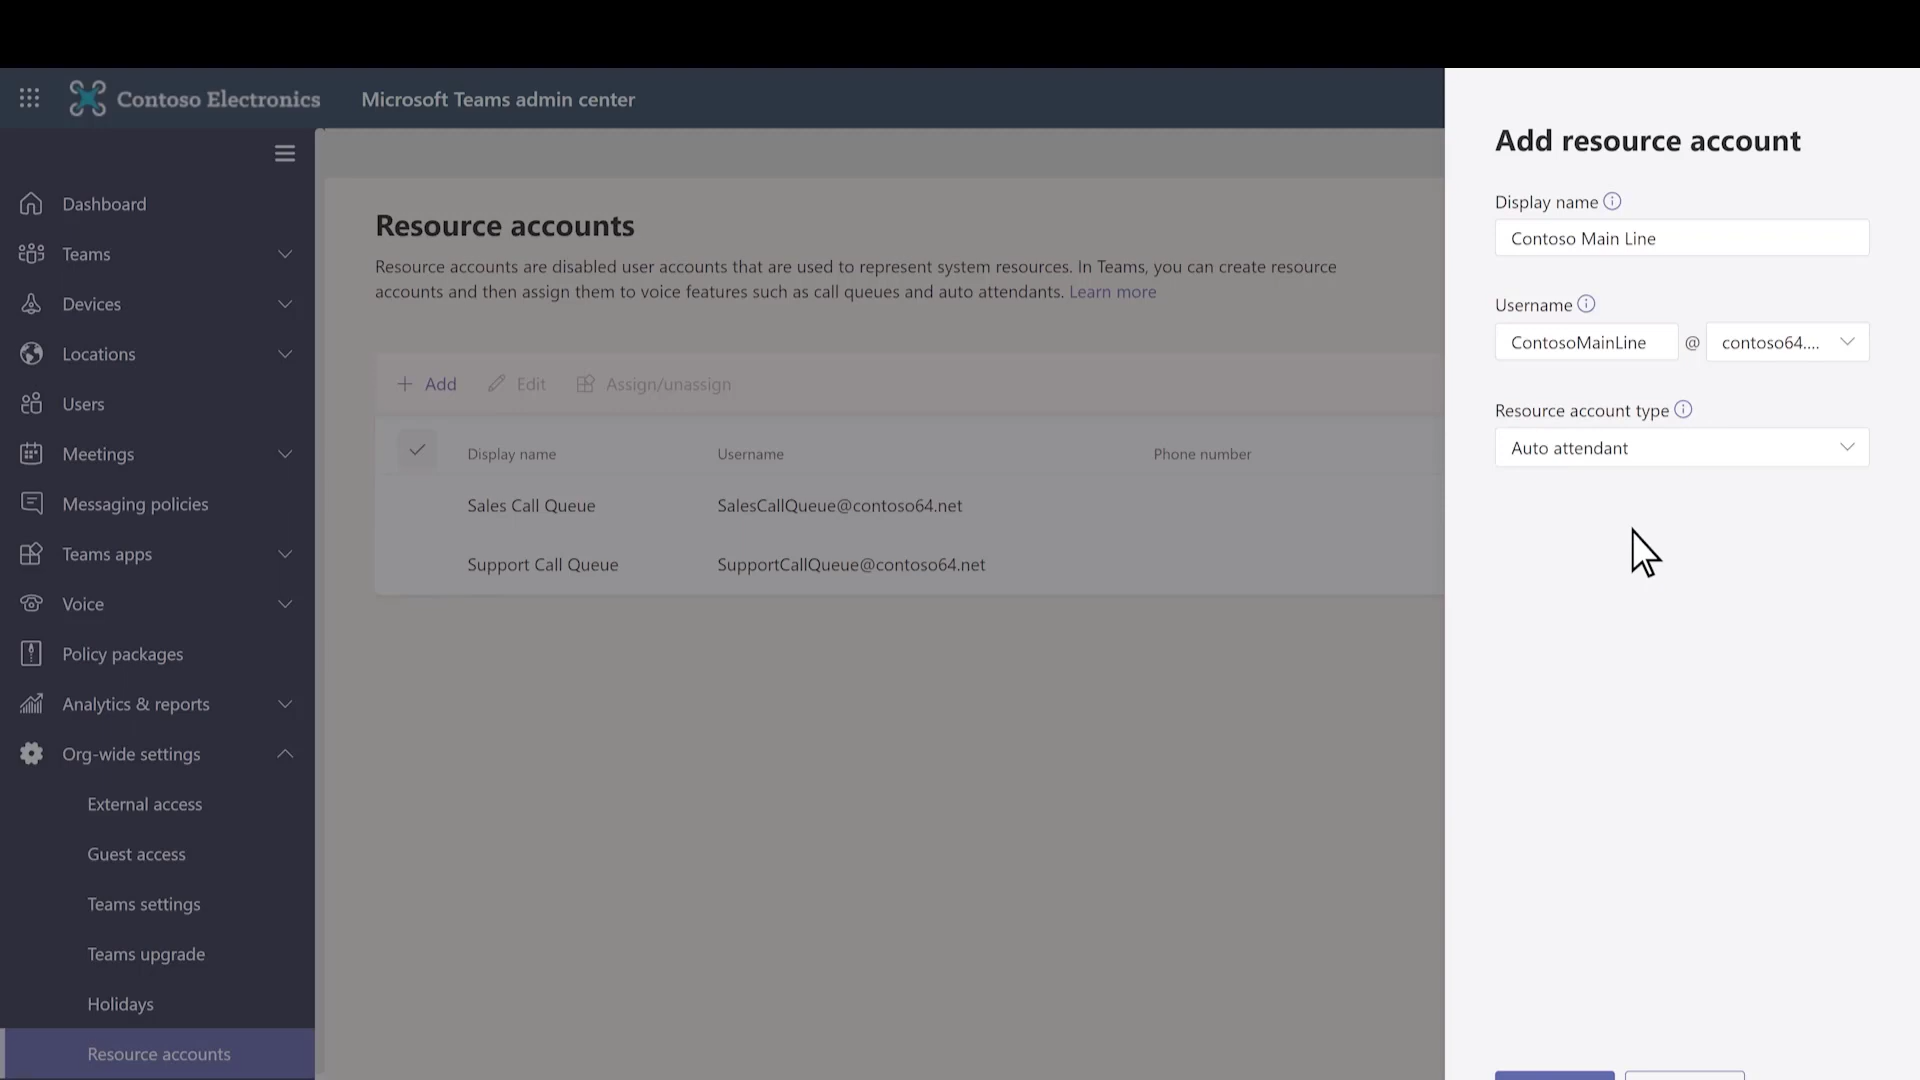 Contoso Electronics
Microsoft Teams admin center
Dashboard
Teams
Devices
Locations
Users
Meetings
Messaging policies
Teams apps
Voice
Policy packages
Analytics & reports
Org-wide settings
External access
Guest access
Teams settings
Teams upgrade
Holidays
Resource accounts
Resource accounts
Resource accounts are disabled user accounts that are used to represent system resources. In Teams, you can create resource
accounts and then assign them to voice features such as call queues and auto attendants. Learn more
Add Edit Assign/unassign
Display name Username Phone number
Sales Call Queue SalesCallQueue@contoso64.net
Support Call Queue SupportCallQueue@contoso64.net
Add resource account
Display name
Contoso Main Line
Username
ContosoMainLine @ contoso64....
Resource account type
Auto attendant